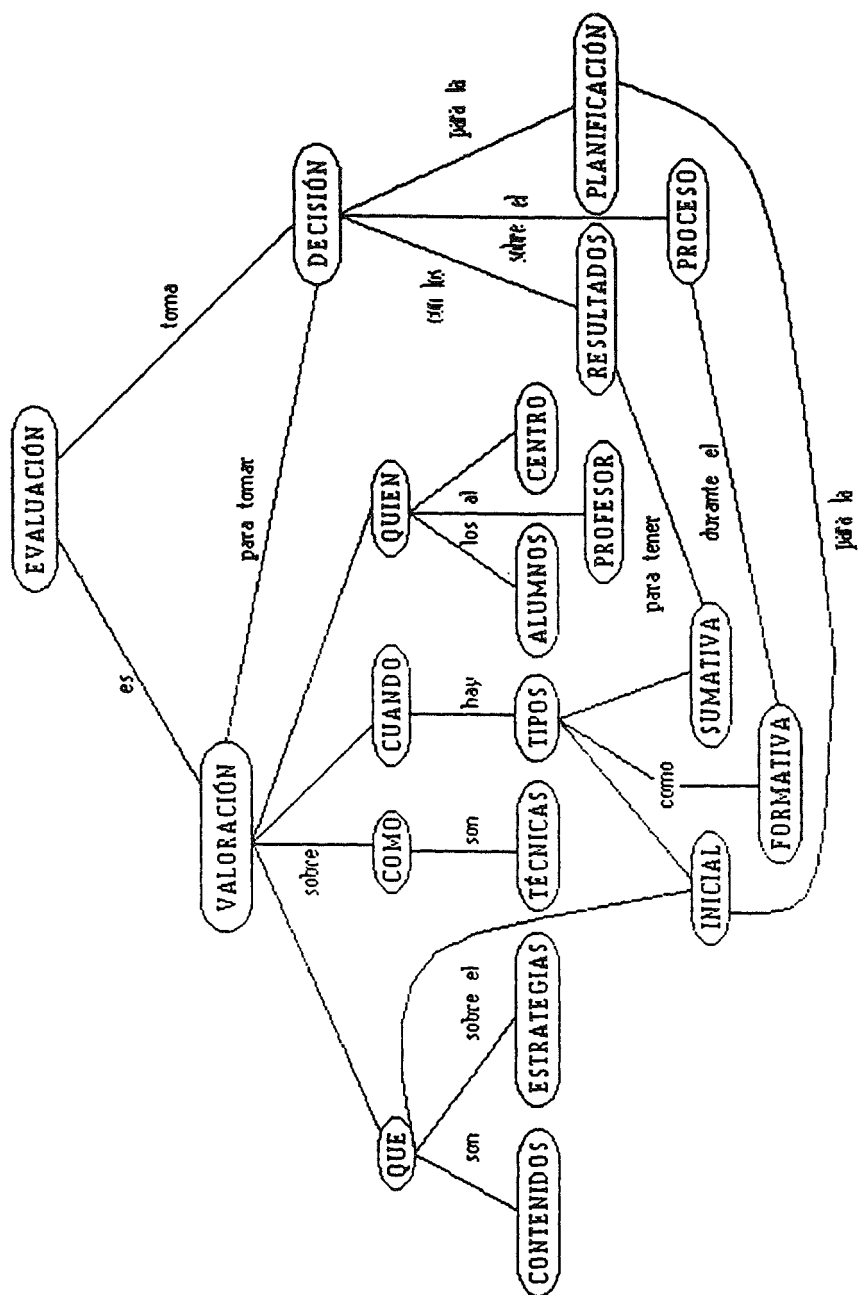 EVALUACIÓN
es
toma
VALORACIÓN
para tomar
DECISIÓN
sobre
QUE
COMO
CUANDO
QUIEN
con los
sobre el
para la
son
sobre el
son
hay
los
al
CONTENIDOS
ESTRATEGIAS
TÉCNICAS
TIPOS
ALUMNOS
PROFESOR
CENTRO
RESULTADOS
PLANIFICACIÓN
PROCESO
para tener
como
INICIAL
SUMATIVA
durante el
FORMATIVA
para la